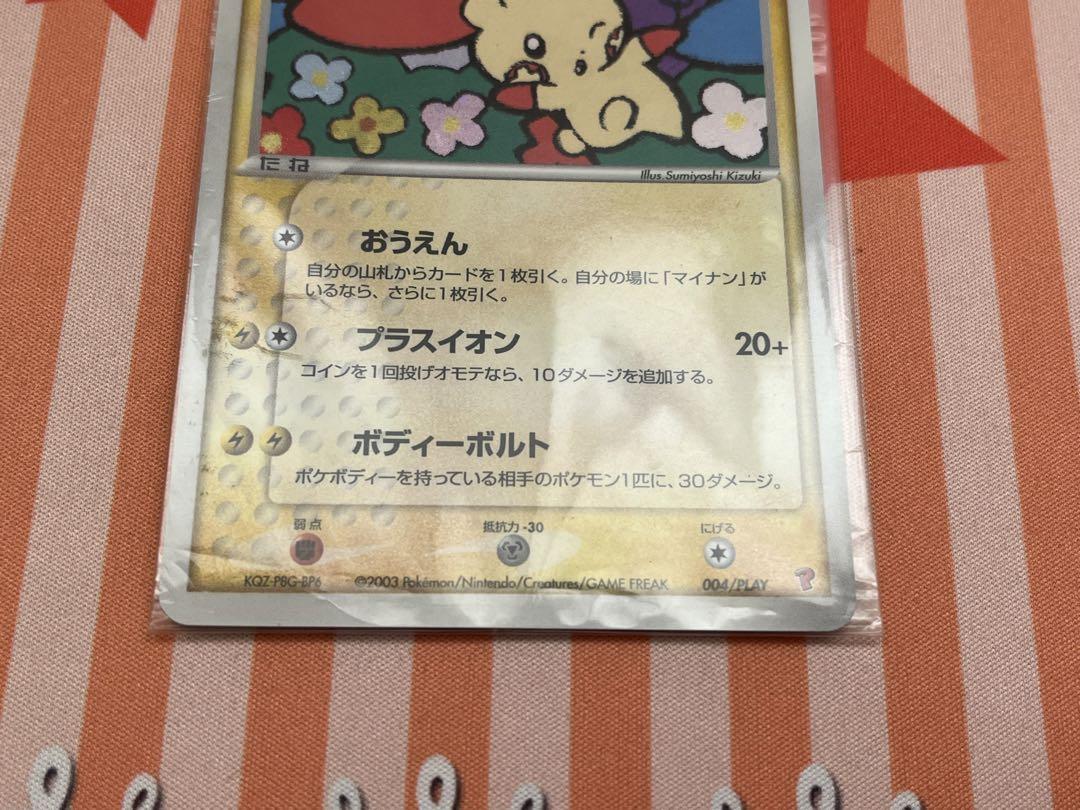 たね
Illus. Sumiyoshi Kizuki
おうえん
自分の山札からカードを1枚引く。自分の場に「マイナン」が
いるなら、さらに1枚引く。
プラスイオン 20+
コインを1回投げオモテなら、10ダメージを追加する。
ボディーボルト
ポケボディーを持っている相手のポケモン1匹に、30ダメージ。
弱点 抵抗力 -30 にげる
KQZ-PBG-BP6 ©2003 Pokémon/Nintendo/Creatures/GAME FREAK 004/PLAY P